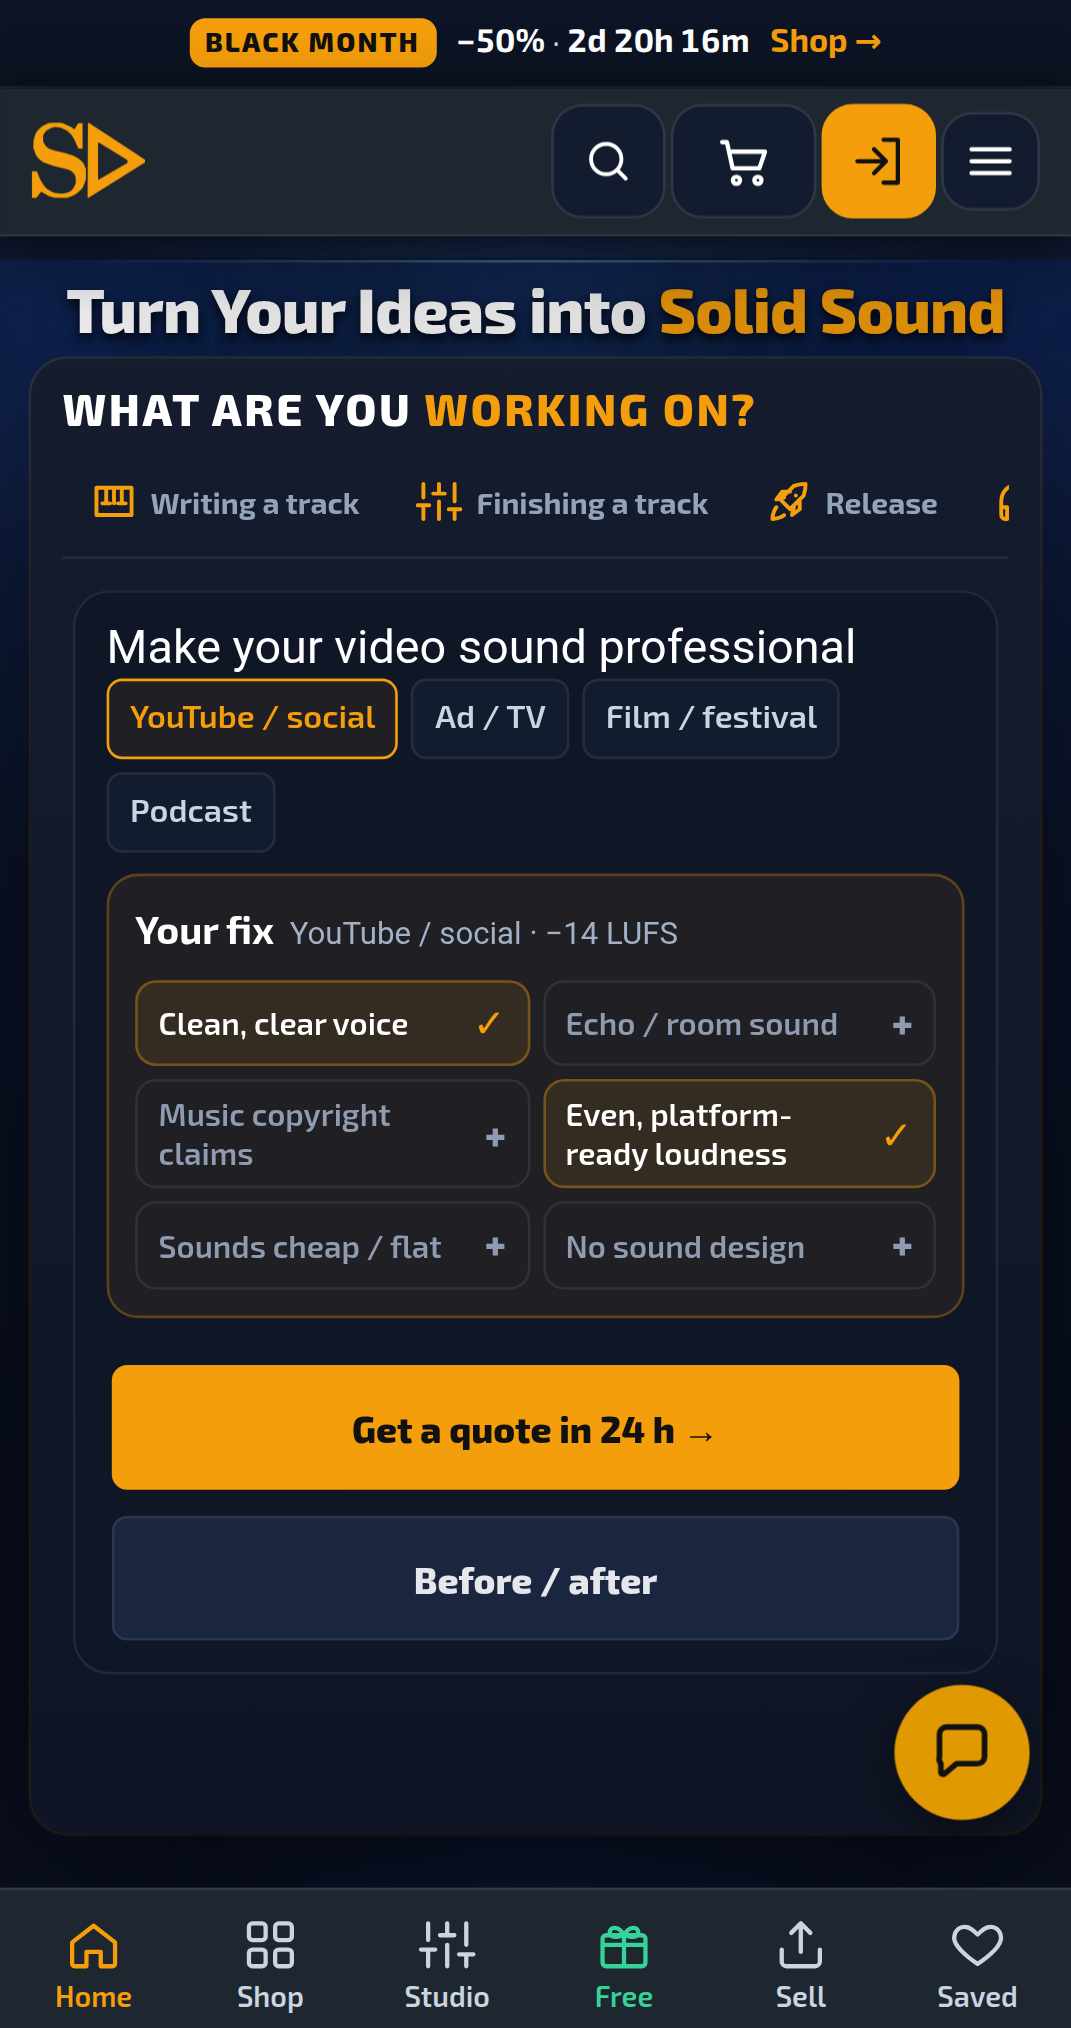 BLACK MONTH −50% · 2d 20h 16m Shop →
S
Turn Your Ideas into Solid Sound
WHAT ARE YOU WORKING ON?
Writing a track Finishing a track Release
Make your video sound professional
YouTube / social Ad / TV Film / festival
Podcast
Your fix YouTube / social · −14 LUFS
Clean, clear voice ✓ Echo / room sound +
Music copyright
claims +
Even, platform-
ready loudness ✓
Sounds cheap / flat + No sound design +
Get a quote in 24 h →
Before / after
Home Shop Studio Free Sell Saved